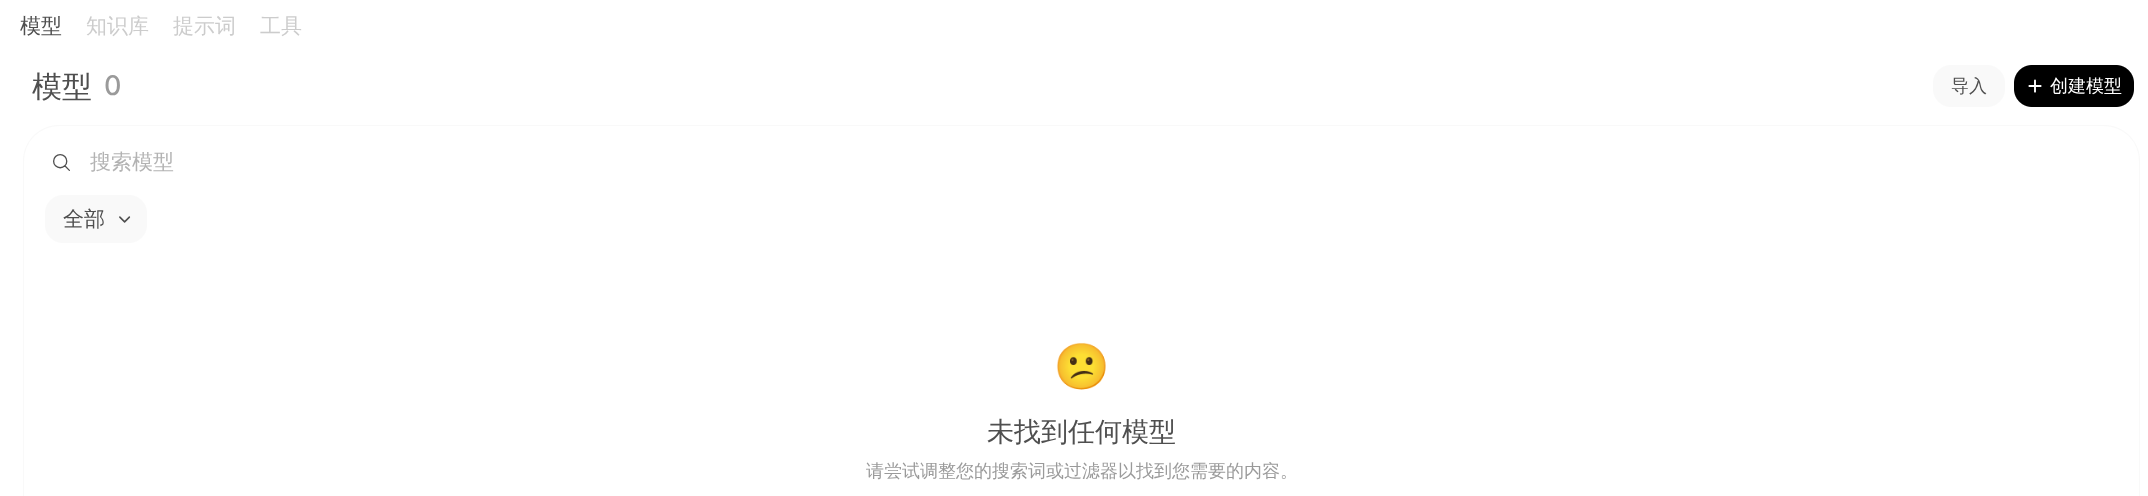 模型 知识库 提示词 工具
模型 0
导入 + 创建模型
搜索模型
全部
未找到任何模型
请尝试调整您的搜索词或过滤器以找到您需要的内容。